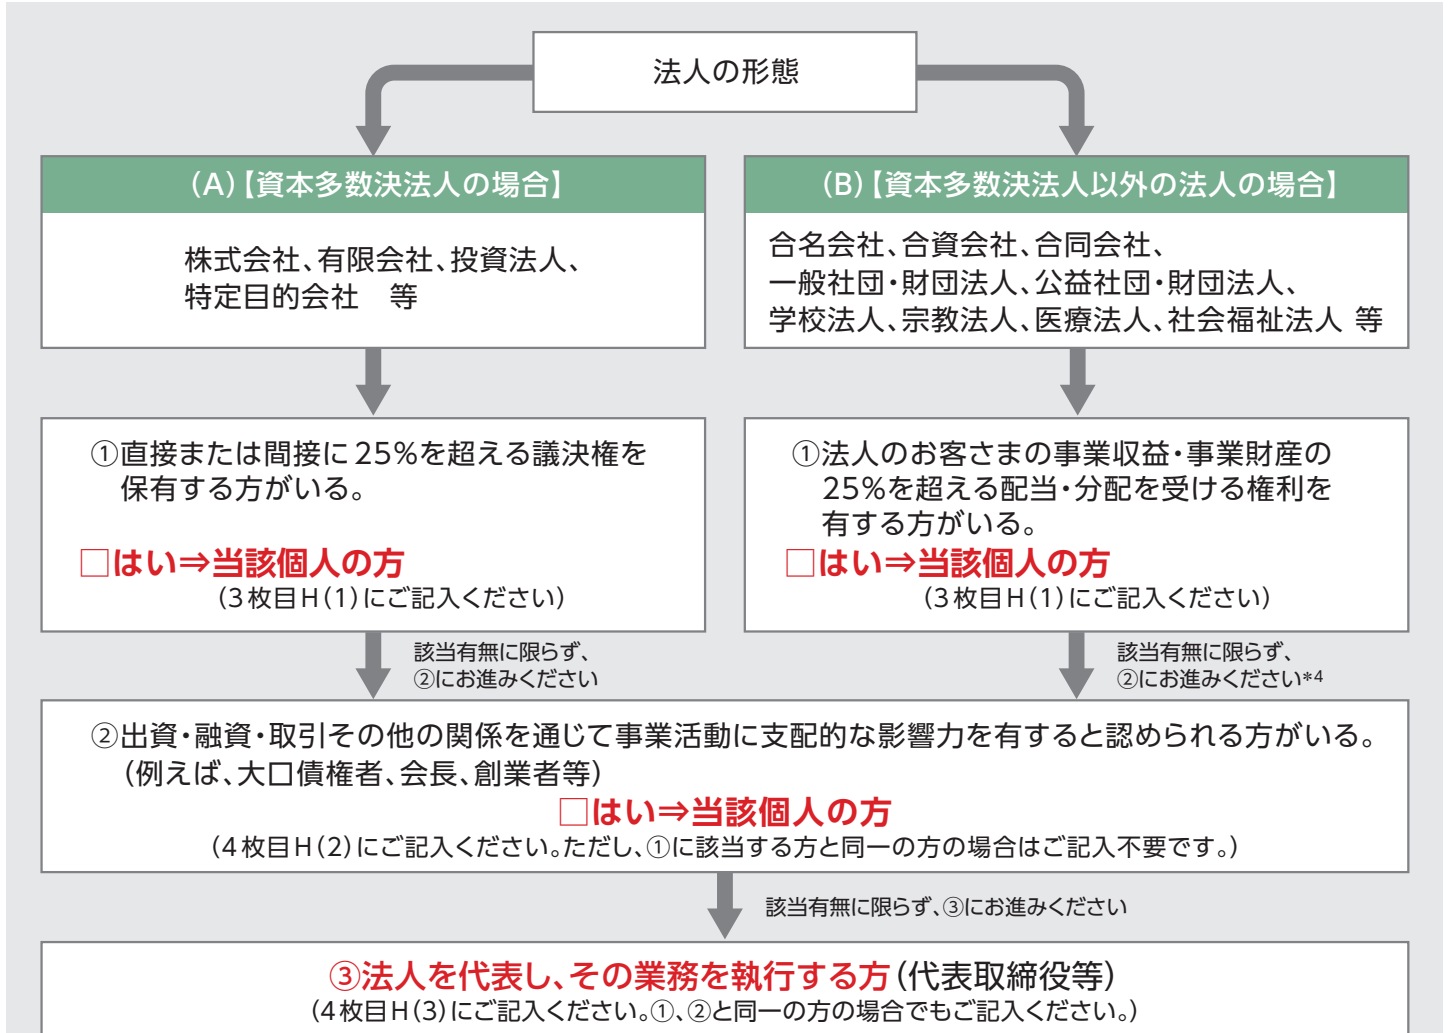 法人の形態
(A)【資本多数決法人の場合】
株式会社、有限会社、投資法人、
特定目的会社　等
(B)【資本多数決法人以外の法人の場合】
合名会社、合資会社、合同会社、
一般社団・財団法人、公益社団・財団法人、
学校法人、宗教法人、医療法人、社会福祉法人 等
①直接または間接に25%を超える議決権を
保有する方がいる。
□はい⇒当該個人の方
(3枚目H(1)にご記入ください)
①法人のお客さまの事業収益・事業財産の
25%を超える配当・分配を受ける権利を
有する方がいる。
□はい⇒当該個人の方
(3枚目H(1)にご記入ください)
該当有無に限らず、
②にお進みください
該当有無に限らず、
②にお進みください*4
②出資・融資・取引その他の関係を通じて事業活動に支配的な影響力を有すると認められる方がいる。
(例えば、大口債権者、会長、創業者等)
□はい⇒当該個人の方
(4枚目H(2)にご記入ください。ただし、①に該当する方と同一の方の場合はご記入不要です。)
該当有無に限らず、③にお進みください
③法人を代表し、その業務を執行する方(代表取締役等)
(4枚目H(3)にご記入ください。①、②と同一の方の場合でもご記入ください。)